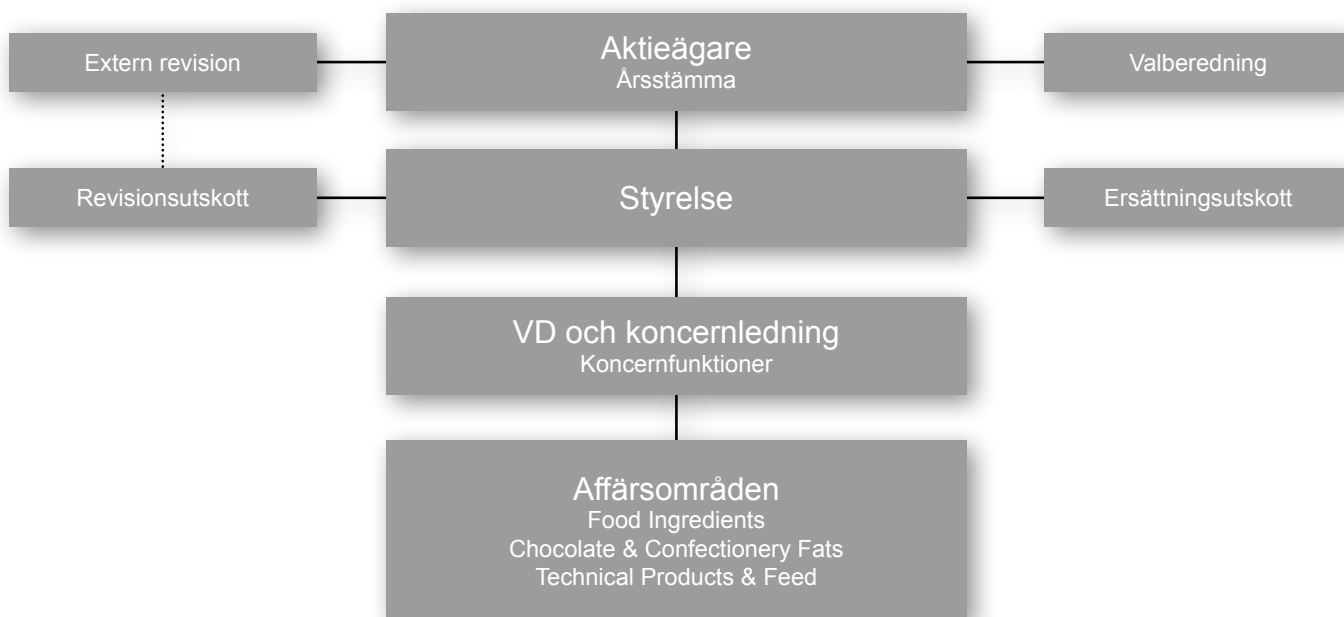 Extern revision
Aktieägare
Årsstämma
Valberedning
Revisionsutskott
Styrelse
Ersättningsutskott
VD och koncernledning
Koncernfunktioner
Affärsområden
Food Ingredients
Chocolate & Confectionery Fats
Technical Products & Feed